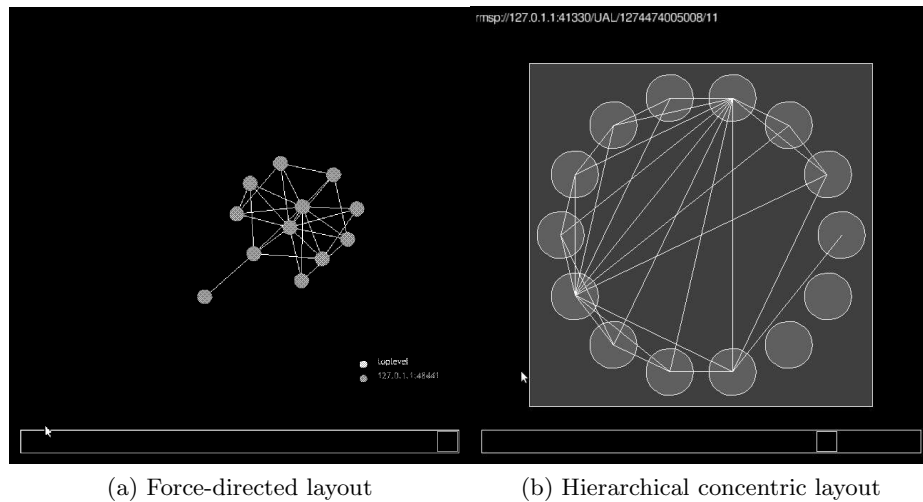 rmsp://127.0.1.1:41330/UAL/1274474005008/11
toplevel
127.0.1.1:48441
(a) Force-directed layout
(b) Hierarchical concentric layout